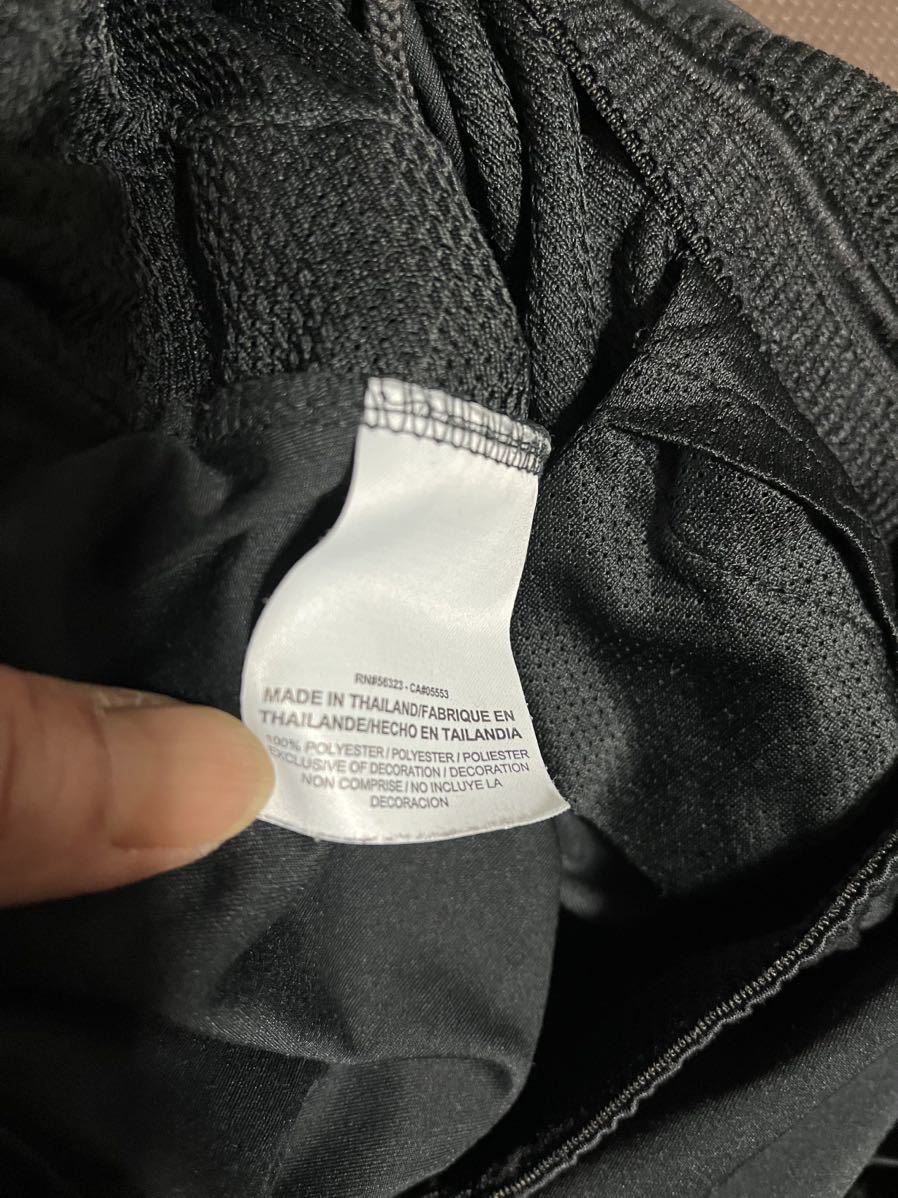 RN#56323 - CA#05553
MADE IN THAILAND/FABRIQUE EN
THAILANDE/HECHO EN TAILANDIA
100% POLYESTER / POLYESTER / POLIESTER
EXCLUSIVE OF DECORATION / DECORATION
NON COMPRISE / NO INCLUYE LA
DECORACION